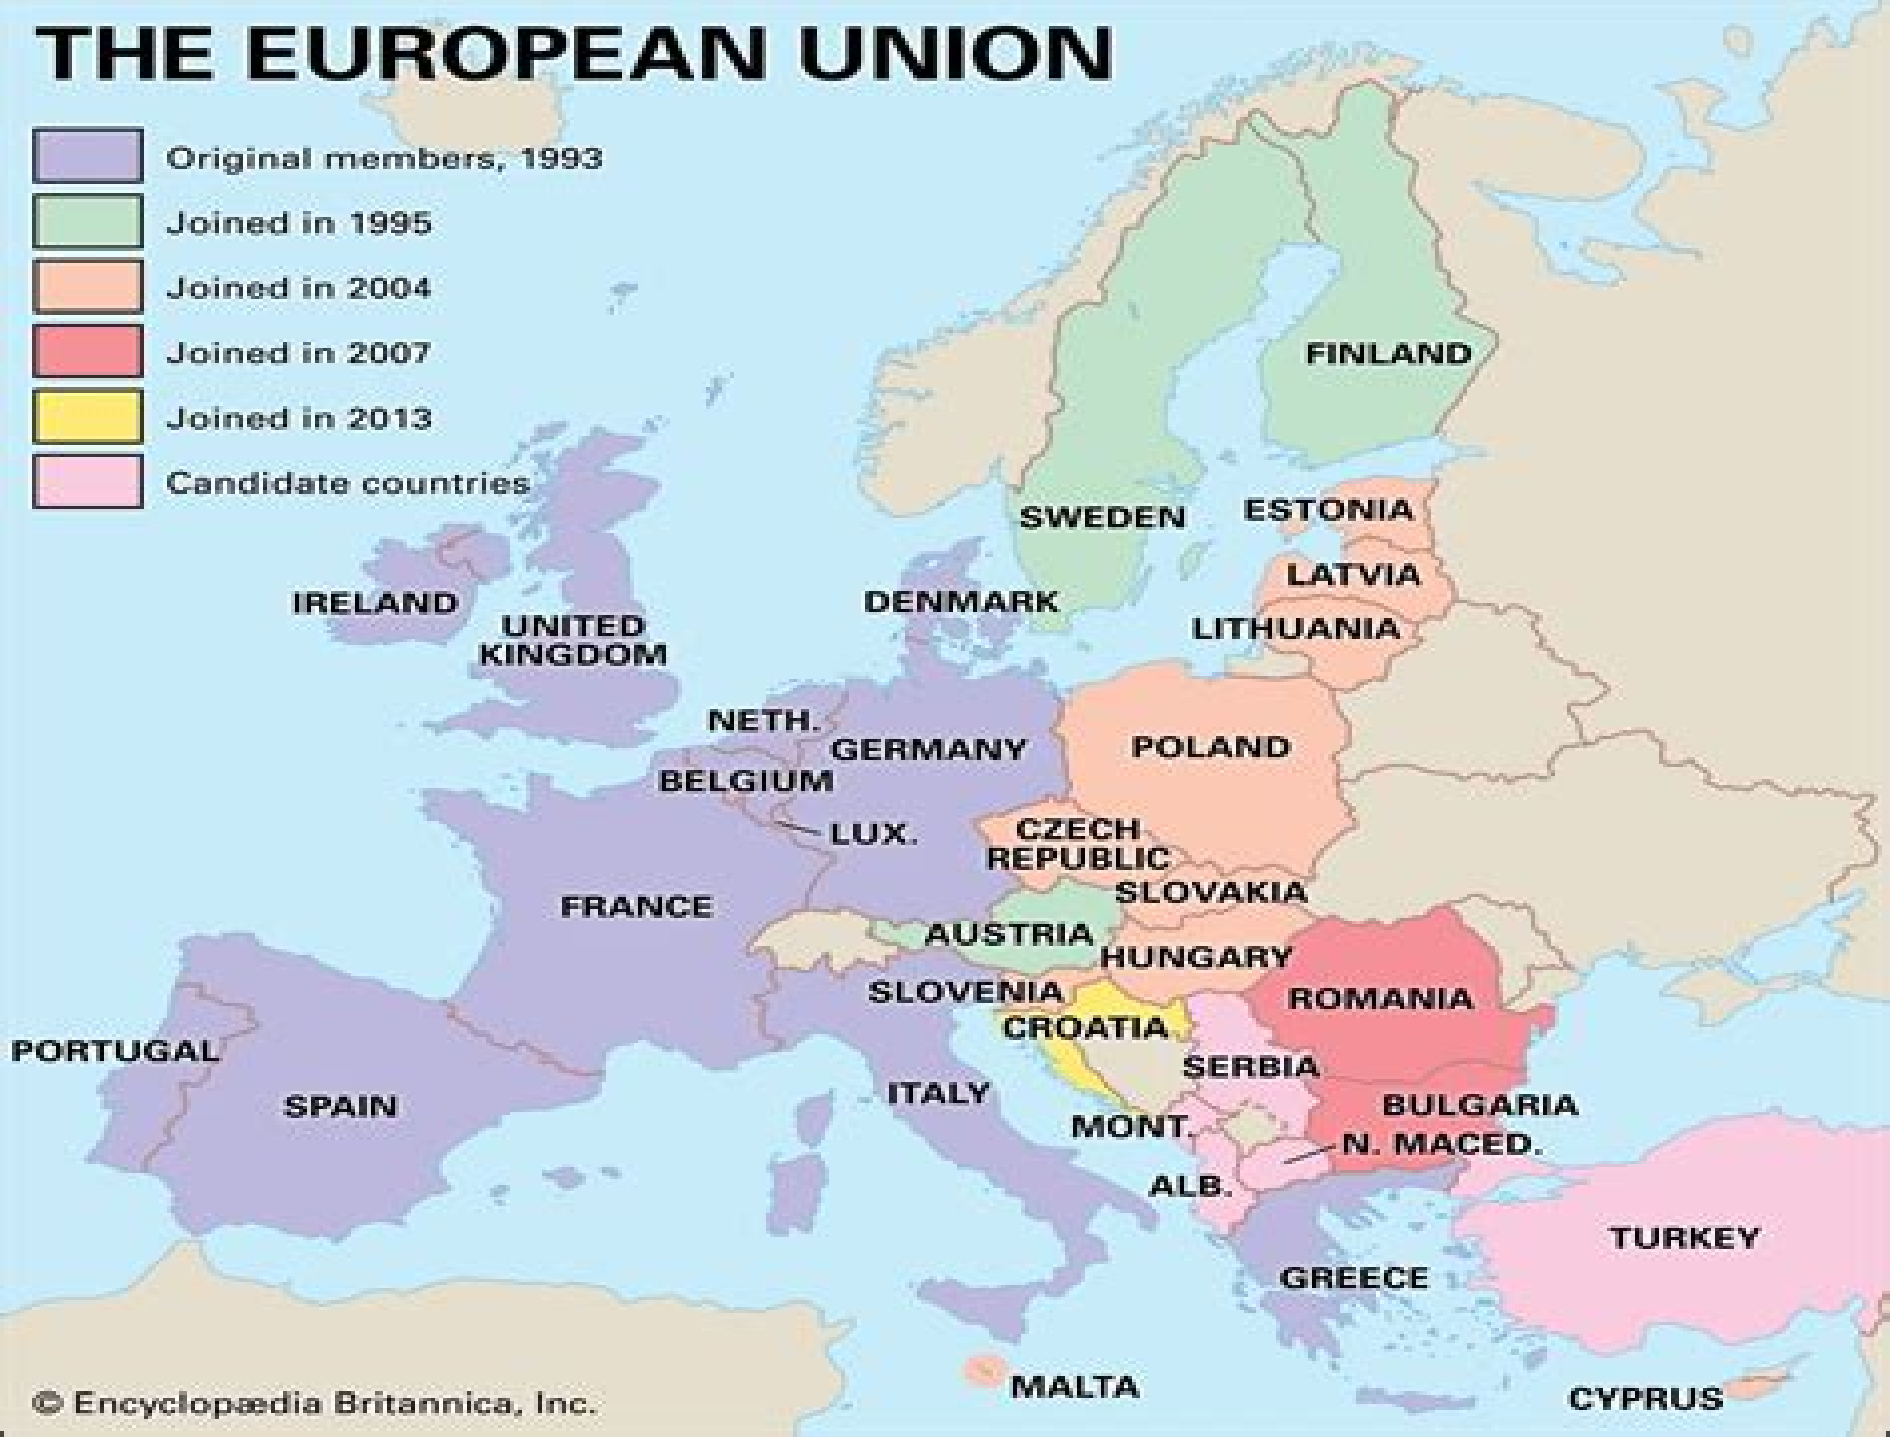 THE EUROPEAN UNION
Original members, 1993
Joined in 1995
Joined in 2004
Joined in 2007
Joined in 2013
Candidate countries
FINLAND
SWEDEN
ESTONIA
LATVIA
LITHUANIA
IRELAND
UNITED
KINGDOM
DENMARK
NETH.
GERMANY
POLAND
BELGIUM
LUX.
CZECH
REPUBLIC
SLOVAKIA
FRANCE
AUSTRIA
HUNGARY
SLOVENIA
ROMANIA
CROATIA
PORTUGAL
SERBIA
SPAIN
ITALY
BULGARIA
MONT.
N. MACED.
ALB.
TURKEY
GREECE
MALTA
CYPRUS
© Encyclopædia Britannica, Inc.